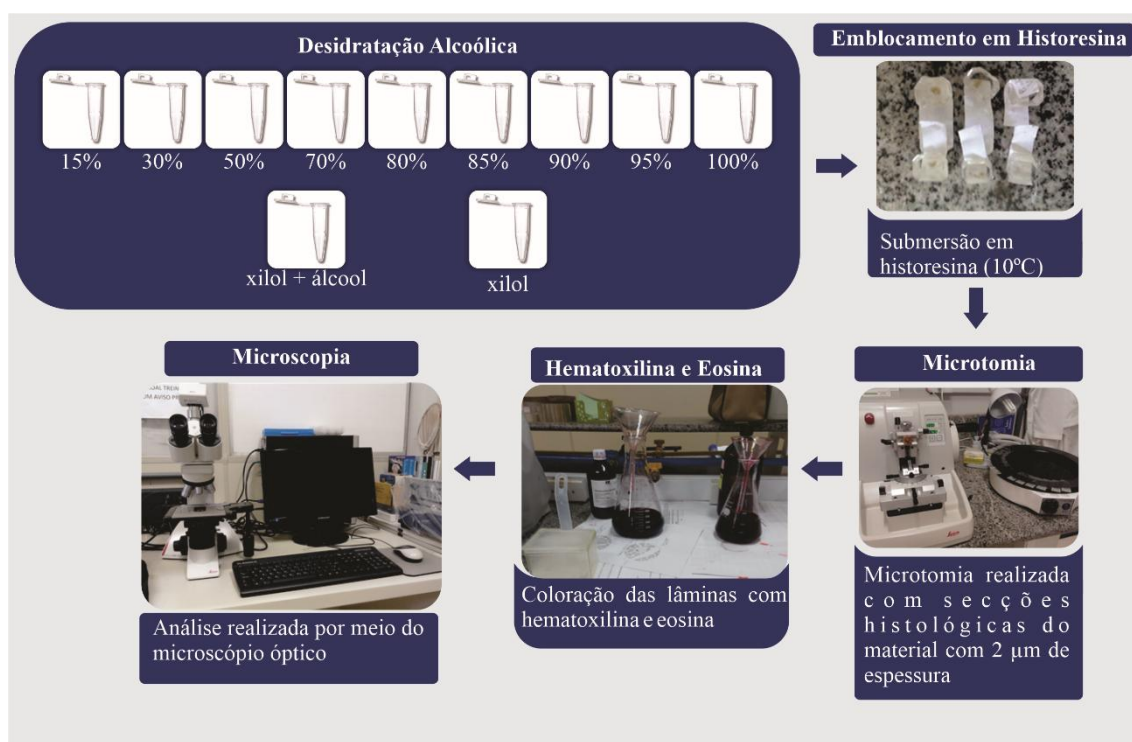 Desidratação Alcoólica
15% 30% 50% 70% 80% 85% 90% 95% 100%
xilol + álcool xilol
Emblocamento em Historesina
Submersão em
historesina (10ºC)
Microtomia
Microtomia realizada
com secções
histológicas do
material com 2 µm de
espessura
Hematoxilina e Eosina
Coloração das lâminas com
hematoxilina e eosina
Microscopia
Análise realizada por meio do
microscópio óptico